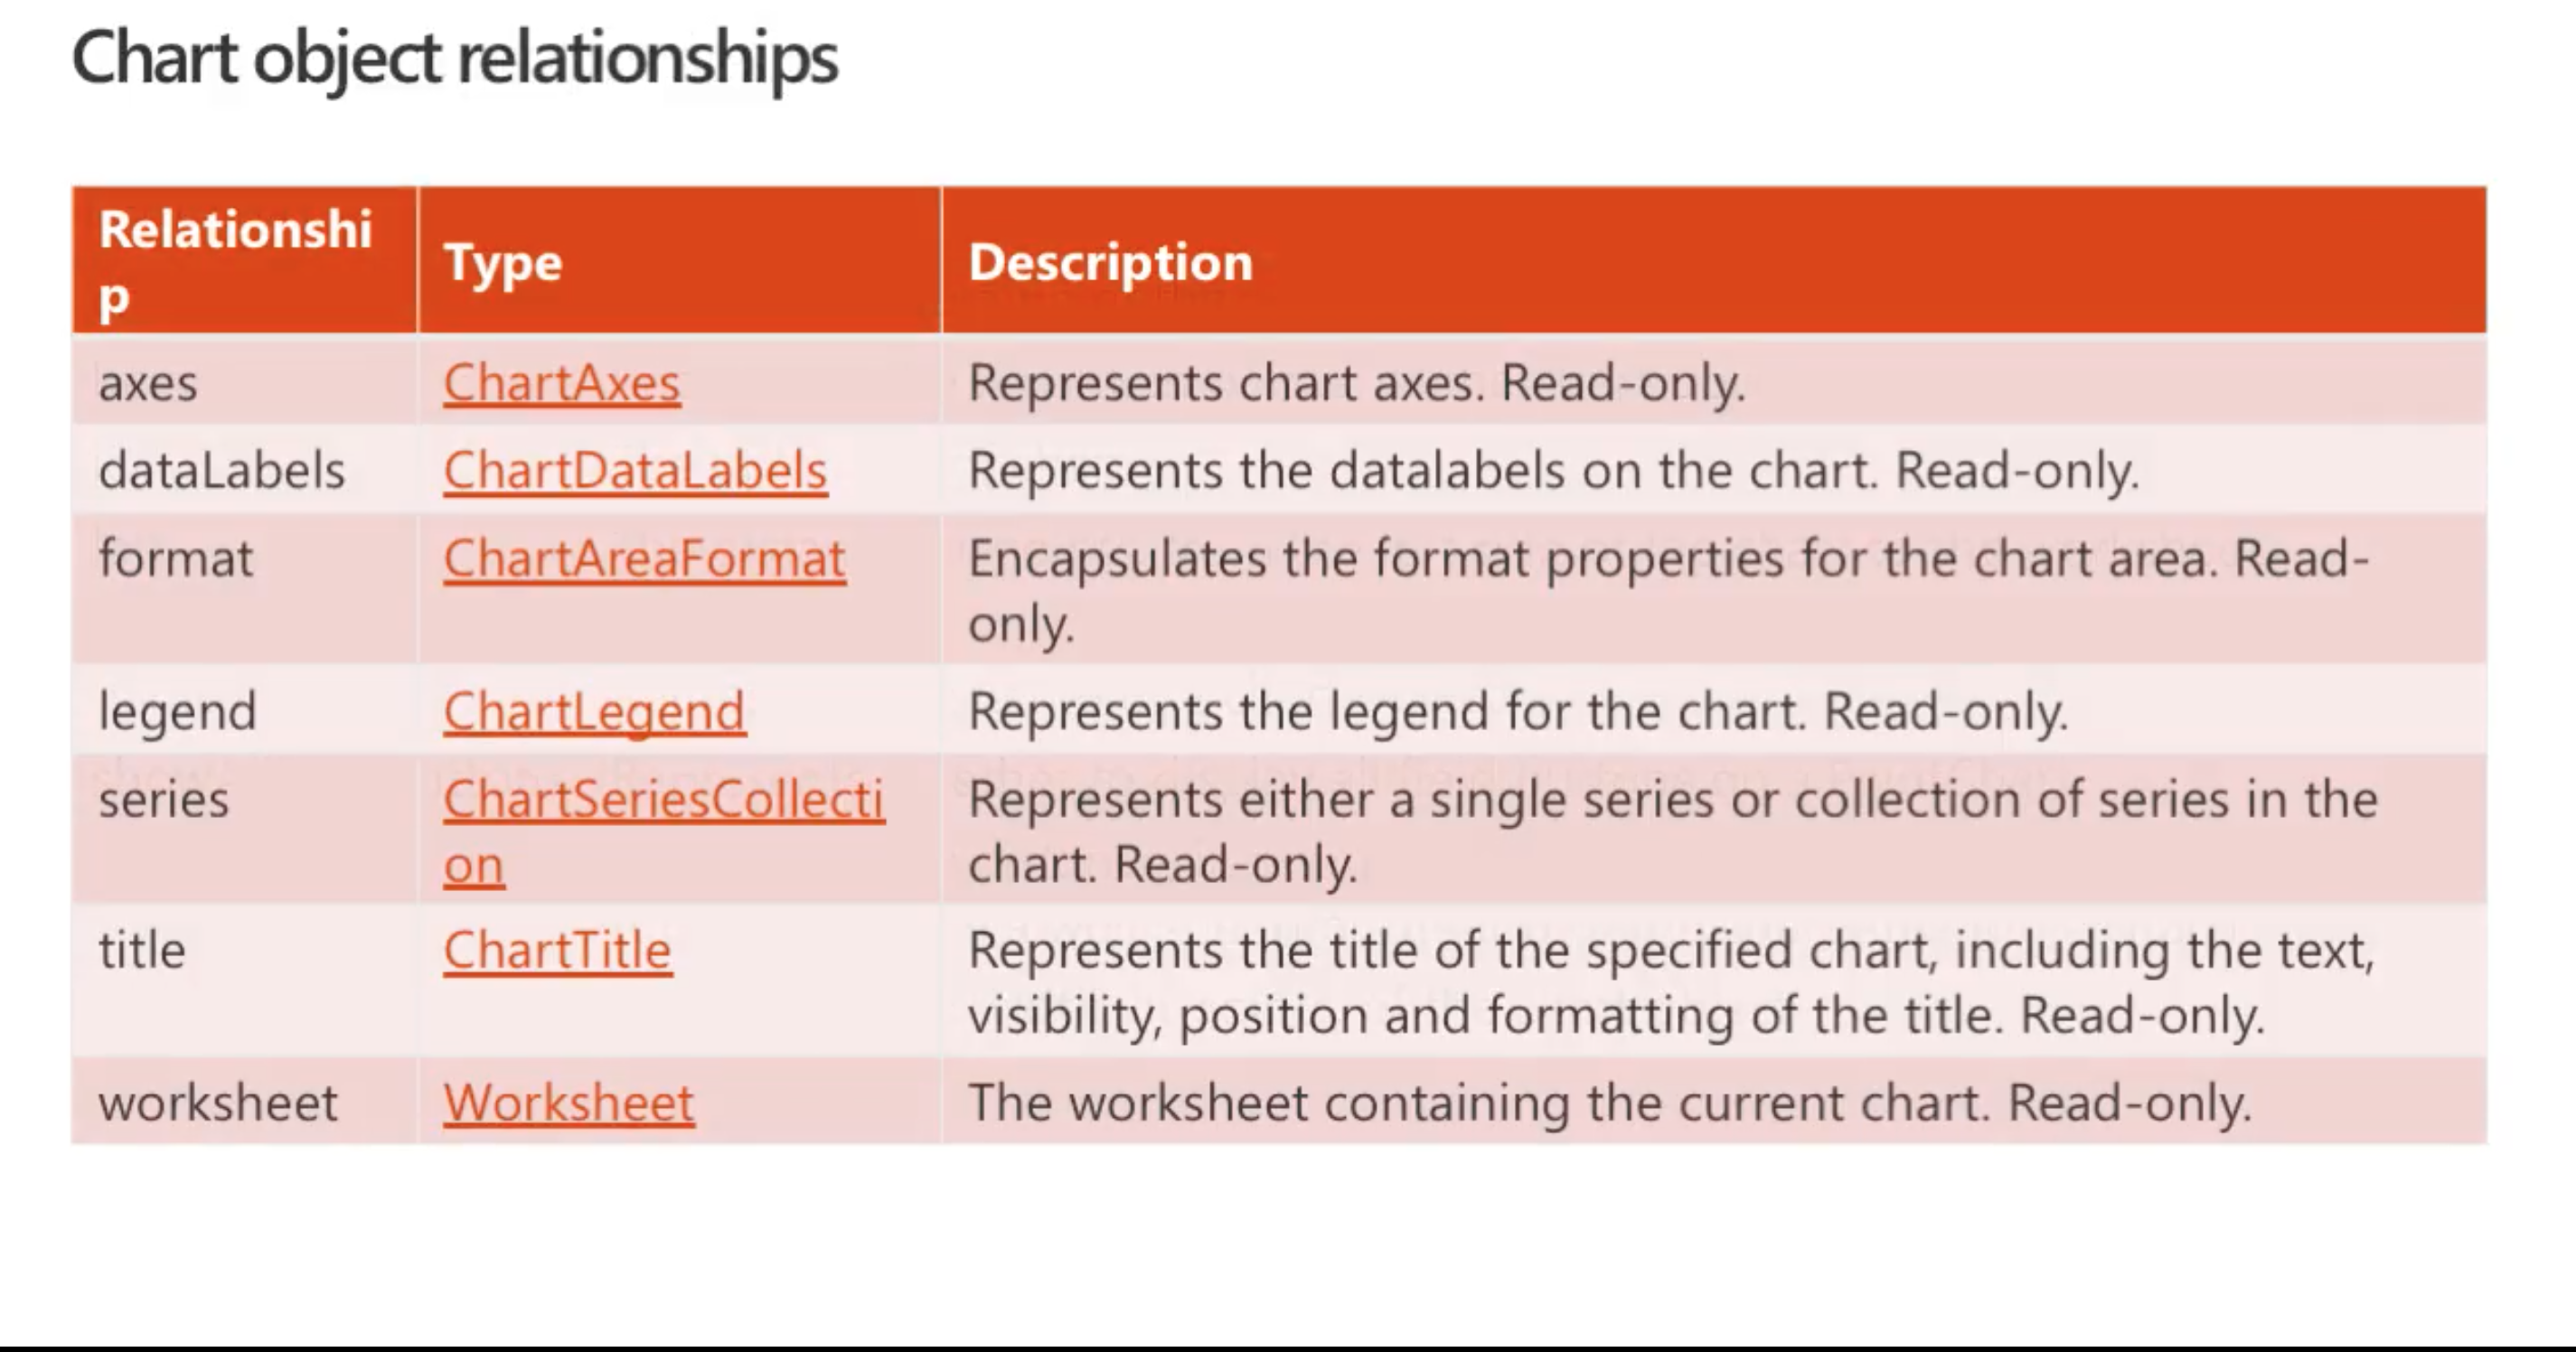 Chart object relationships
Relationshi
p
Type
Description
axes
ChartAxes
Represents chart axes. Read-only.
dataLabels
ChartDataLabels
Represents the datalabels on the chart. Read-only.
format
ChartAreaFormat
Encapsulates the format properties for the chart area. Read-
only.
legend
ChartLegend
Represents the legend for the chart. Read-only.
series
ChartSeriesCollecti
on
Represents either a single series or collection of series in the
chart. Read-only.
title
ChartTitle
Represents the title of the specified chart, including the text,
visibility, position and formatting of the title. Read-only.
worksheet
Worksheet
The worksheet containing the current chart. Read-only.